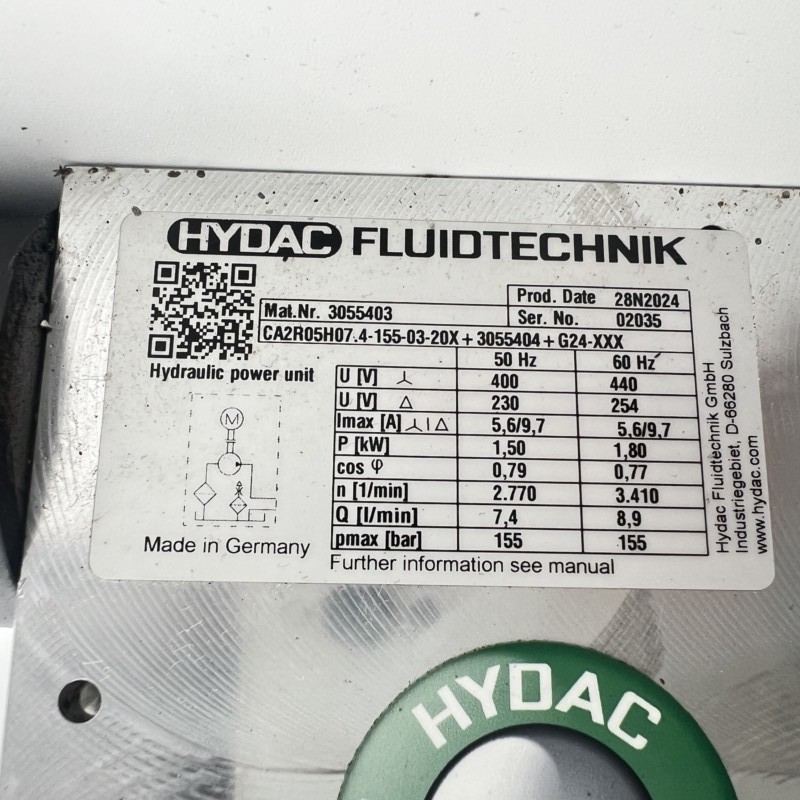 HYDAC FLUIDTECHNIK
Prod. Date 28N2024
Mat.Nr. 3055403 Ser. No. 02035
CA2R05H07.4-155-03-20X + 3055404 + G24-XXX
Hydraulic power unit
50 Hz 60 Hz
U [V] ⅄ 400 440
U [V] △ 230 254
Imax [A] ⅄ | △ 5,6/9,7 5,6/9,7
P [kW] 1,50 1,80
cos φ 0,79 0,77
n [1/min] 2.770 3.410
Q [l/min] 7,4 8,9
pmax [bar] 155 155
M
Made in Germany
Further information see manual
Hydac Fluidtechnik GmbH
Industriegebiet, D-66280 Sulzbach
www.hydac.com
HYDAC